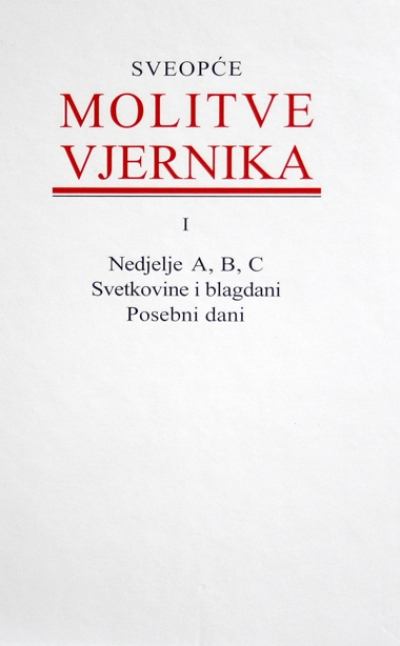 SVEOPĆE
MOLITVE
VJERNIKA
I
Nedjelje A, B, C
Svetkovine i blagdani
Posebni dani